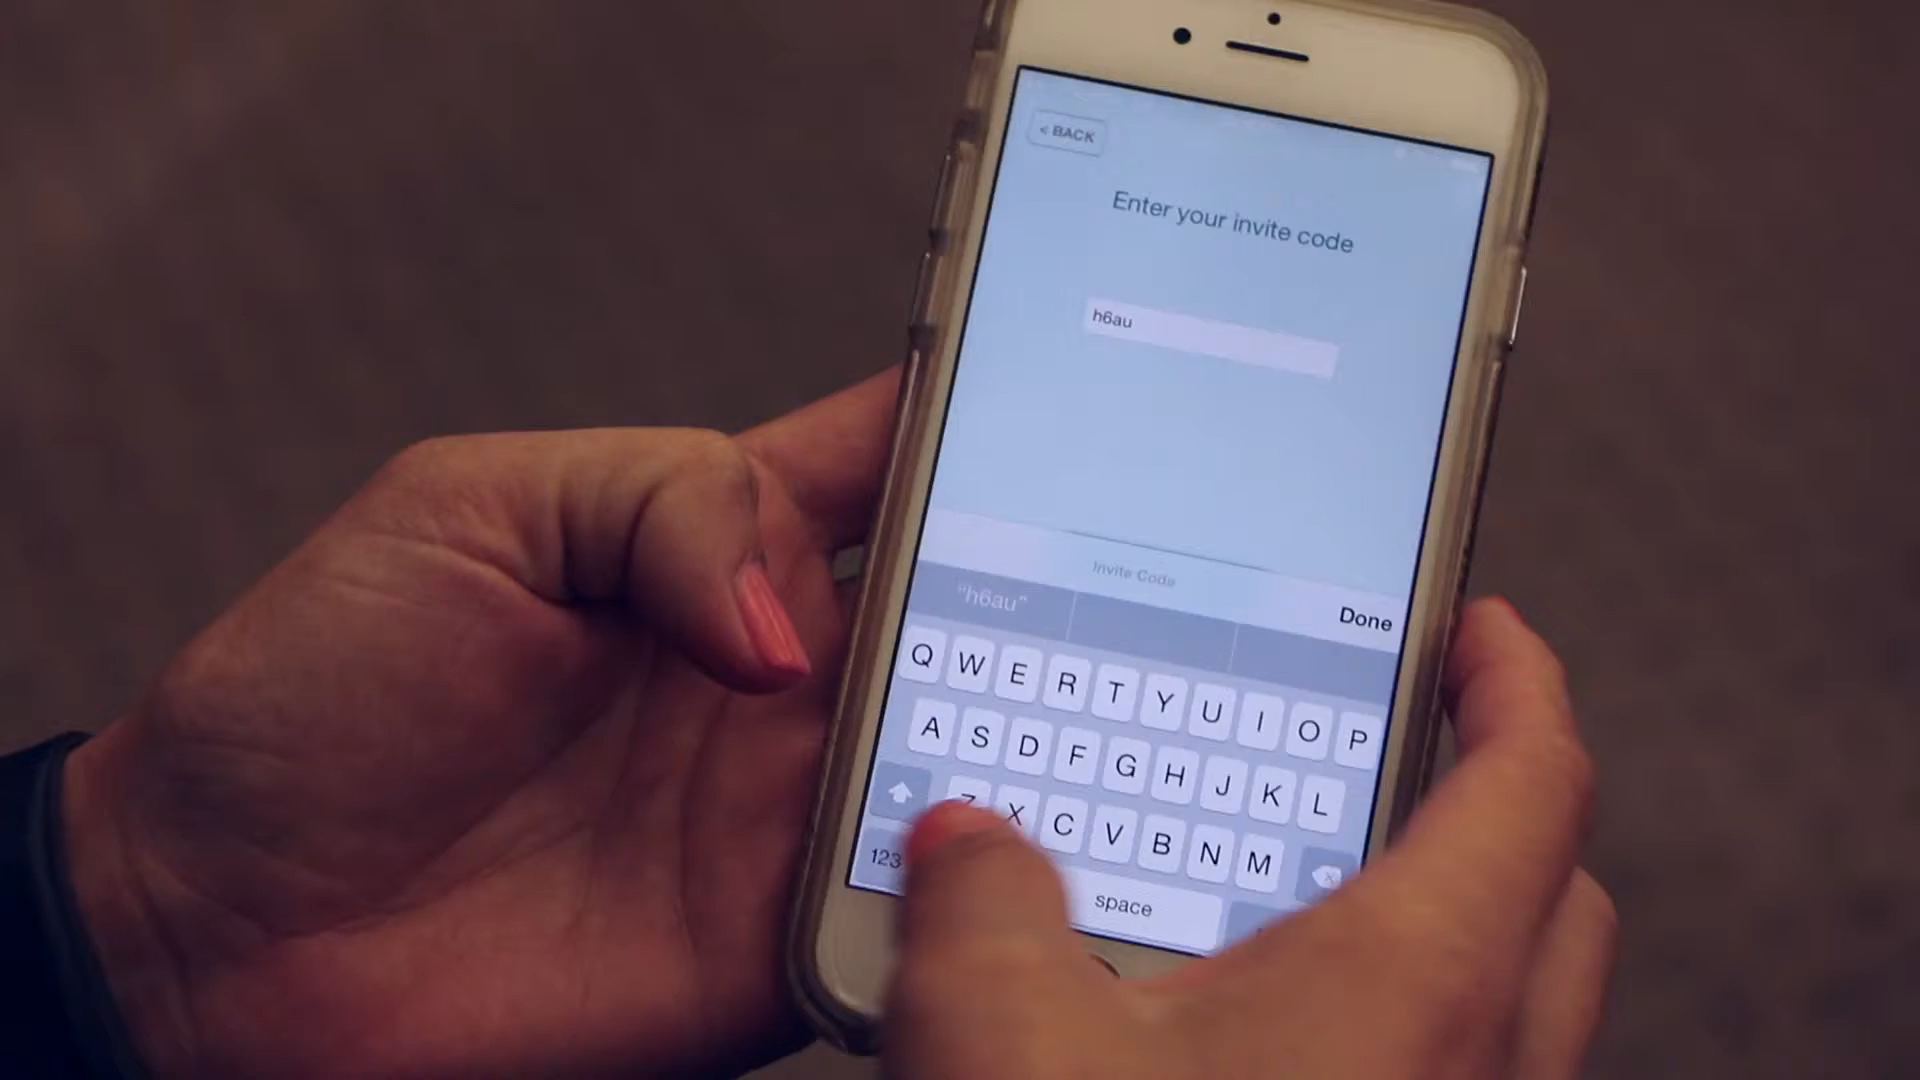 < BACK
Enter your invite code
h6au
Invite Code
Done
"h6au"
Q W E R T Y U I O P
A S D F G H J K L
Z X C V B N M
123
space